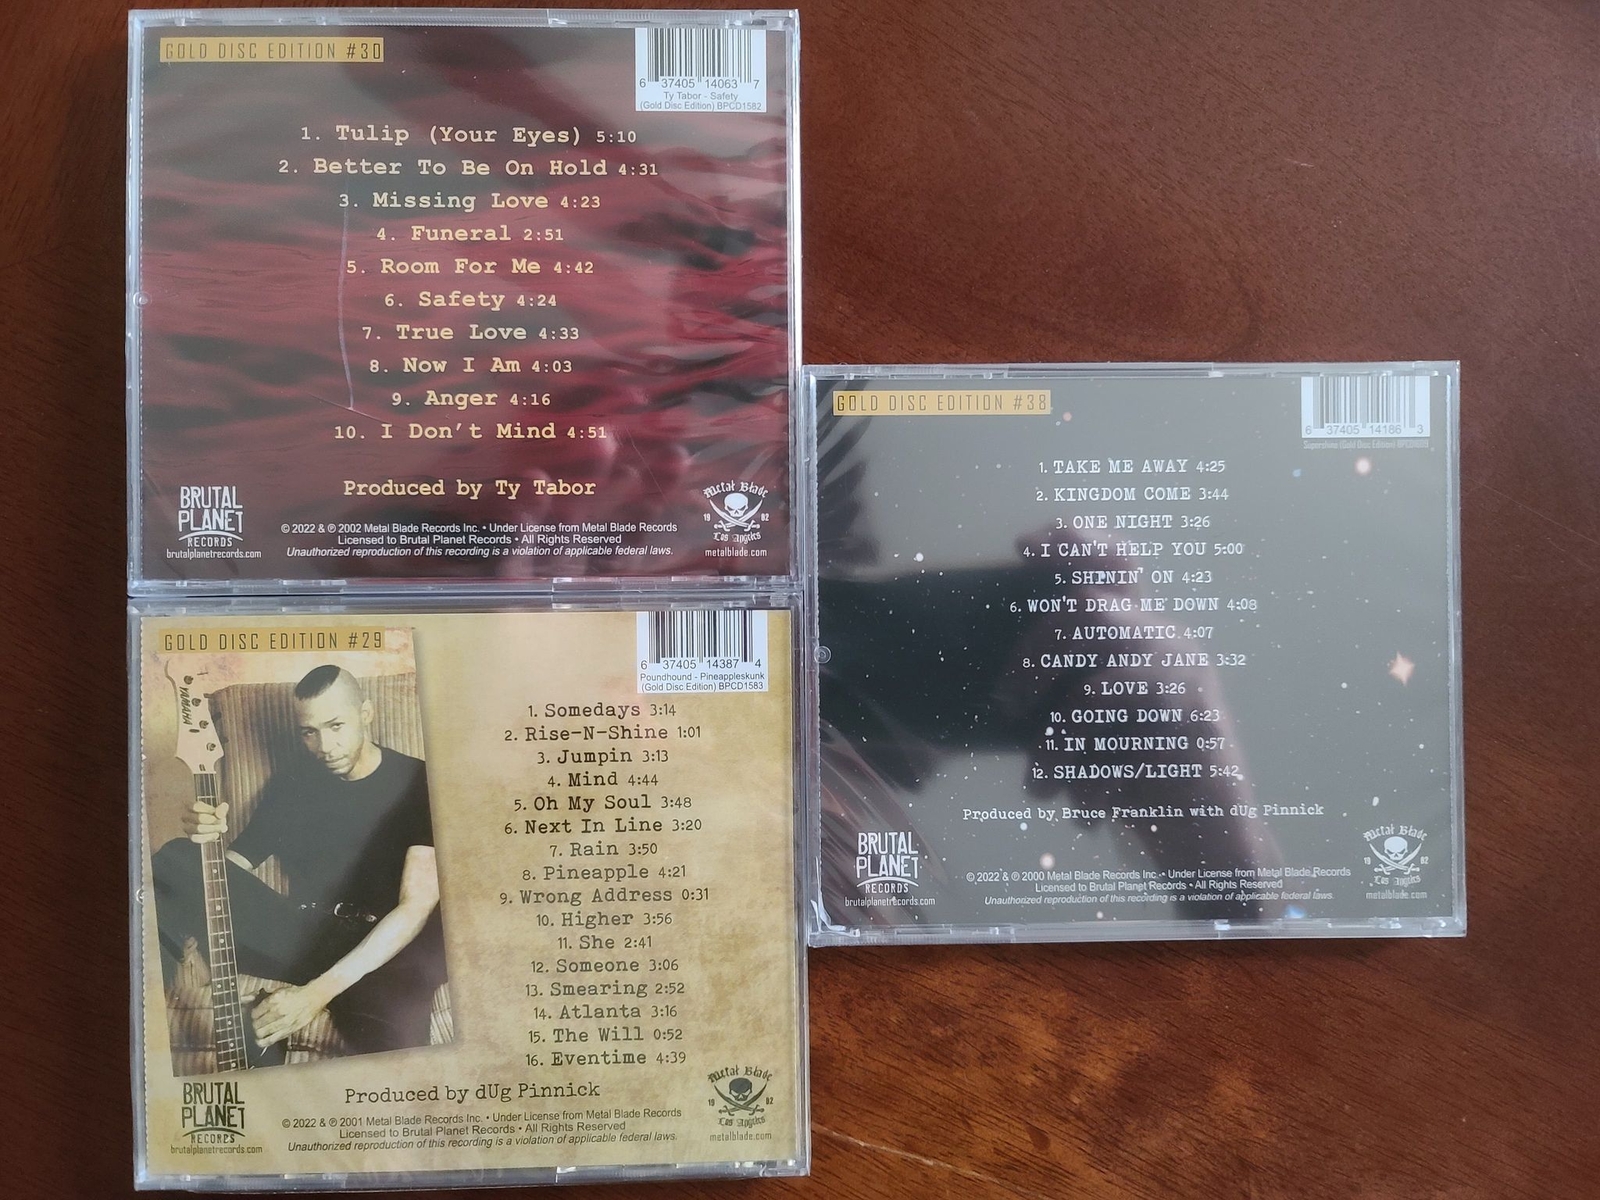 GOLD DISC EDITION #30
6 37405 14063 7
Ty Tabor - Safety
(Gold Disc Edition) BPCD1582
1. Tulip (Your Eyes) 5:10
2. Better To Be On Hold 4:31
3. Missing Love 4:23
4. Funeral 2:51
5. Room For Me 4:42
6. Safety 4:24
7. True Love 4:33
8. Now I Am 4:03
9. Anger 4:16
10. I Don't Mind 4:51
Produced by Ty Tabor
BRUTAL
PLANET
RECORDS
brutalplanetrecords.com
© 2022 & ℗ 2002 Metal Blade Records Inc. • Under License from Metal Blade Records
Licensed to Brutal Planet Records • All Rights Reserved
Unauthorized reproduction of this recording is a violation of applicable federal laws.
Metal Blade
19 82
Los Angeles
metalblade.com
GOLD DISC EDITION #29
6 37405 14387 4
Poundhound - Pineappleskunk
(Gold Disc Edition) BPCD1583
YAMAHA
1. Somedays 3:14
2. Rise-N-Shine 1:01
3. Jumpin 3:13
4. Mind 4:44
5. Oh My Soul 3:48
6. Next In Line 3:20
7. Rain 3:50
8. Pineapple 4:21
9. Wrong Address 0:31
10. Higher 3:56
11. She 2:41
12. Someone 3:06
13. Smearing 2:52
14. Atlanta 3:16
15. The Will 0:52
16. Eventime 4:39
Produced by dUg Pinnick
BRUTAL
PLANET
RECORDS
brutalplanetrecords.com
© 2022 & ℗ 2001 Metal Blade Records Inc. • Under License from Metal Blade Records
Licensed to Brutal Planet Records • All Rights Reserved
Unauthorized reproduction of this recording is a violation of applicable federal laws.
Metal Blade
19 82
Los Angeles
metalblade.com
GOLD DISC EDITION #38
6 37405 14186 3
Supershine (Gold Disc Edition)
1. TAKE ME AWAY 4:25
2. KINGDOM COME 3:44
3. ONE NIGHT 3:26
4. I CAN'T HELP YOU 5:00
5. SHININ' ON 4:23
6. WON'T DRAG ME DOWN 4:08
7. AUTOMATIC 4:07
8. CANDY ANDY JANE 3:32
9. LOVE 3:26
10. GOING DOWN 6:23
11. IN MOURNING 0:57
12. SHADOWS/LIGHT 5:42
Produced by Bruce Franklin with dUg Pinnick
BRUTAL
PLANET
RECORDS
brutalplanetrecords.com
© 2022 & ℗ 2000 Metal Blade Records Inc. • Under License from Metal Blade Records
Licensed to Brutal Planet Records • All Rights Reserved
Unauthorized reproduction of this recording is a violation of applicable federal laws.
Metal Blade
19 82
Los Angeles
metalblade.com